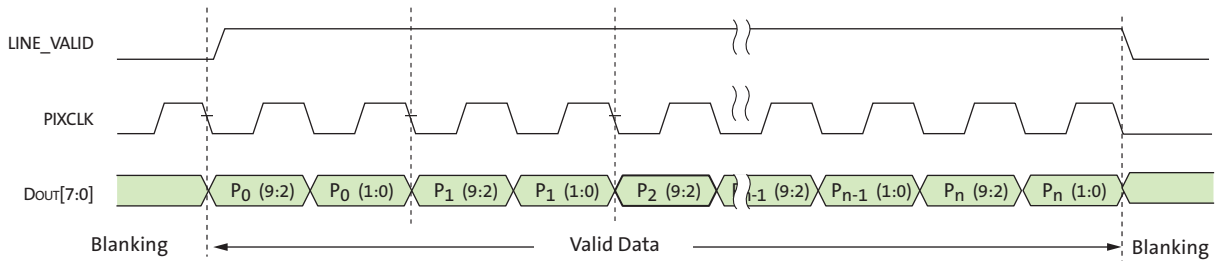 LINE_VALID
PIXCLK
DOUT[7:0]
P0 (9:2) P0 (1:0) P1 (9:2) P1 (1:0) P2 (9:2) Pn-1 (9:2) Pn-1 (1:0) Pn (9:2) Pn (1:0)
Blanking Valid Data Blanking